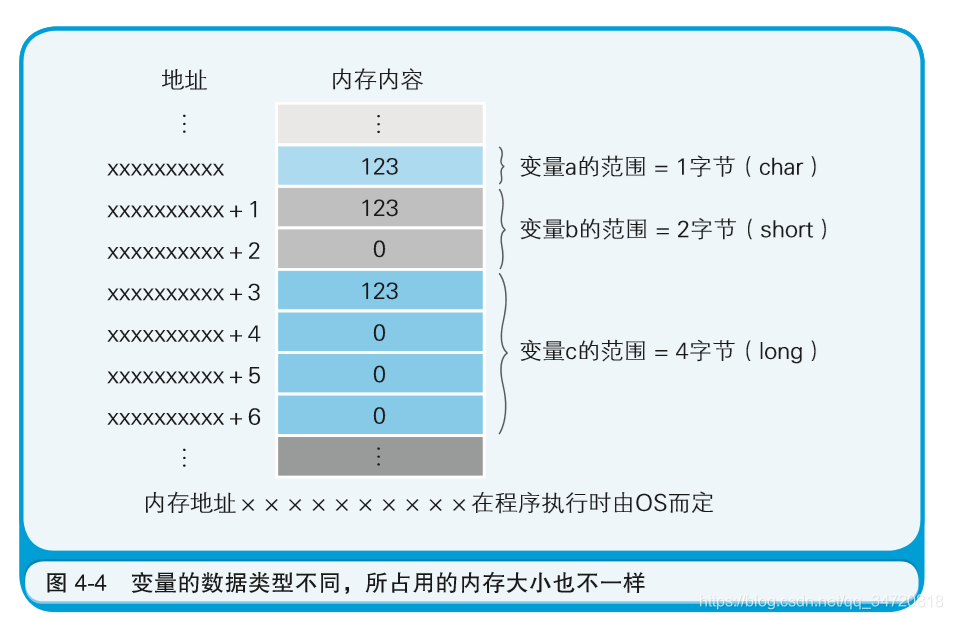 地址 内存内容
⋮ ⋮
xxxxxxxxxx 123 变量a的范围 = 1字节（char）
xxxxxxxxxx + 1 123
变量b的范围 = 2字节（short）
xxxxxxxxxx + 2 0
xxxxxxxxxx + 3 123
xxxxxxxxxx + 4 0
变量c的范围 = 4字节（long）
xxxxxxxxxx + 5 0
xxxxxxxxxx + 6 0
⋮ ⋮
内存地址××××××××××在程序执行时由OS而定
图 4-4 变量的数据类型不同，所占用的内存大小也不一样
https://blog.csdn.net/qq_34720818